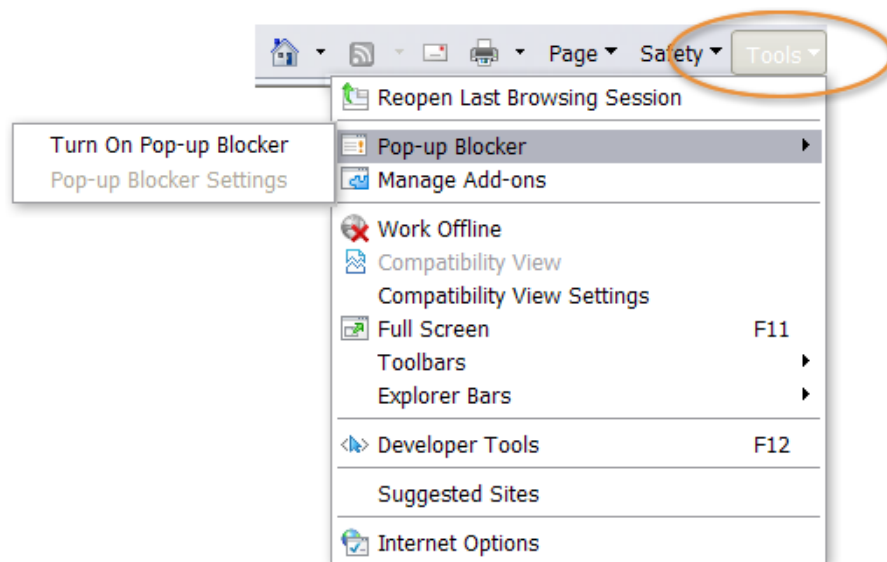 Page Safety Tools
Reopen Last Browsing Session
Turn On Pop-up Blocker
Pop-up Blocker Settings
Pop-up Blocker
Manage Add-ons
Work Offline
Compatibility View
Compatibility View Settings
Full Screen F11
Toolbars
Explorer Bars
Developer Tools F12
Suggested Sites
Internet Options